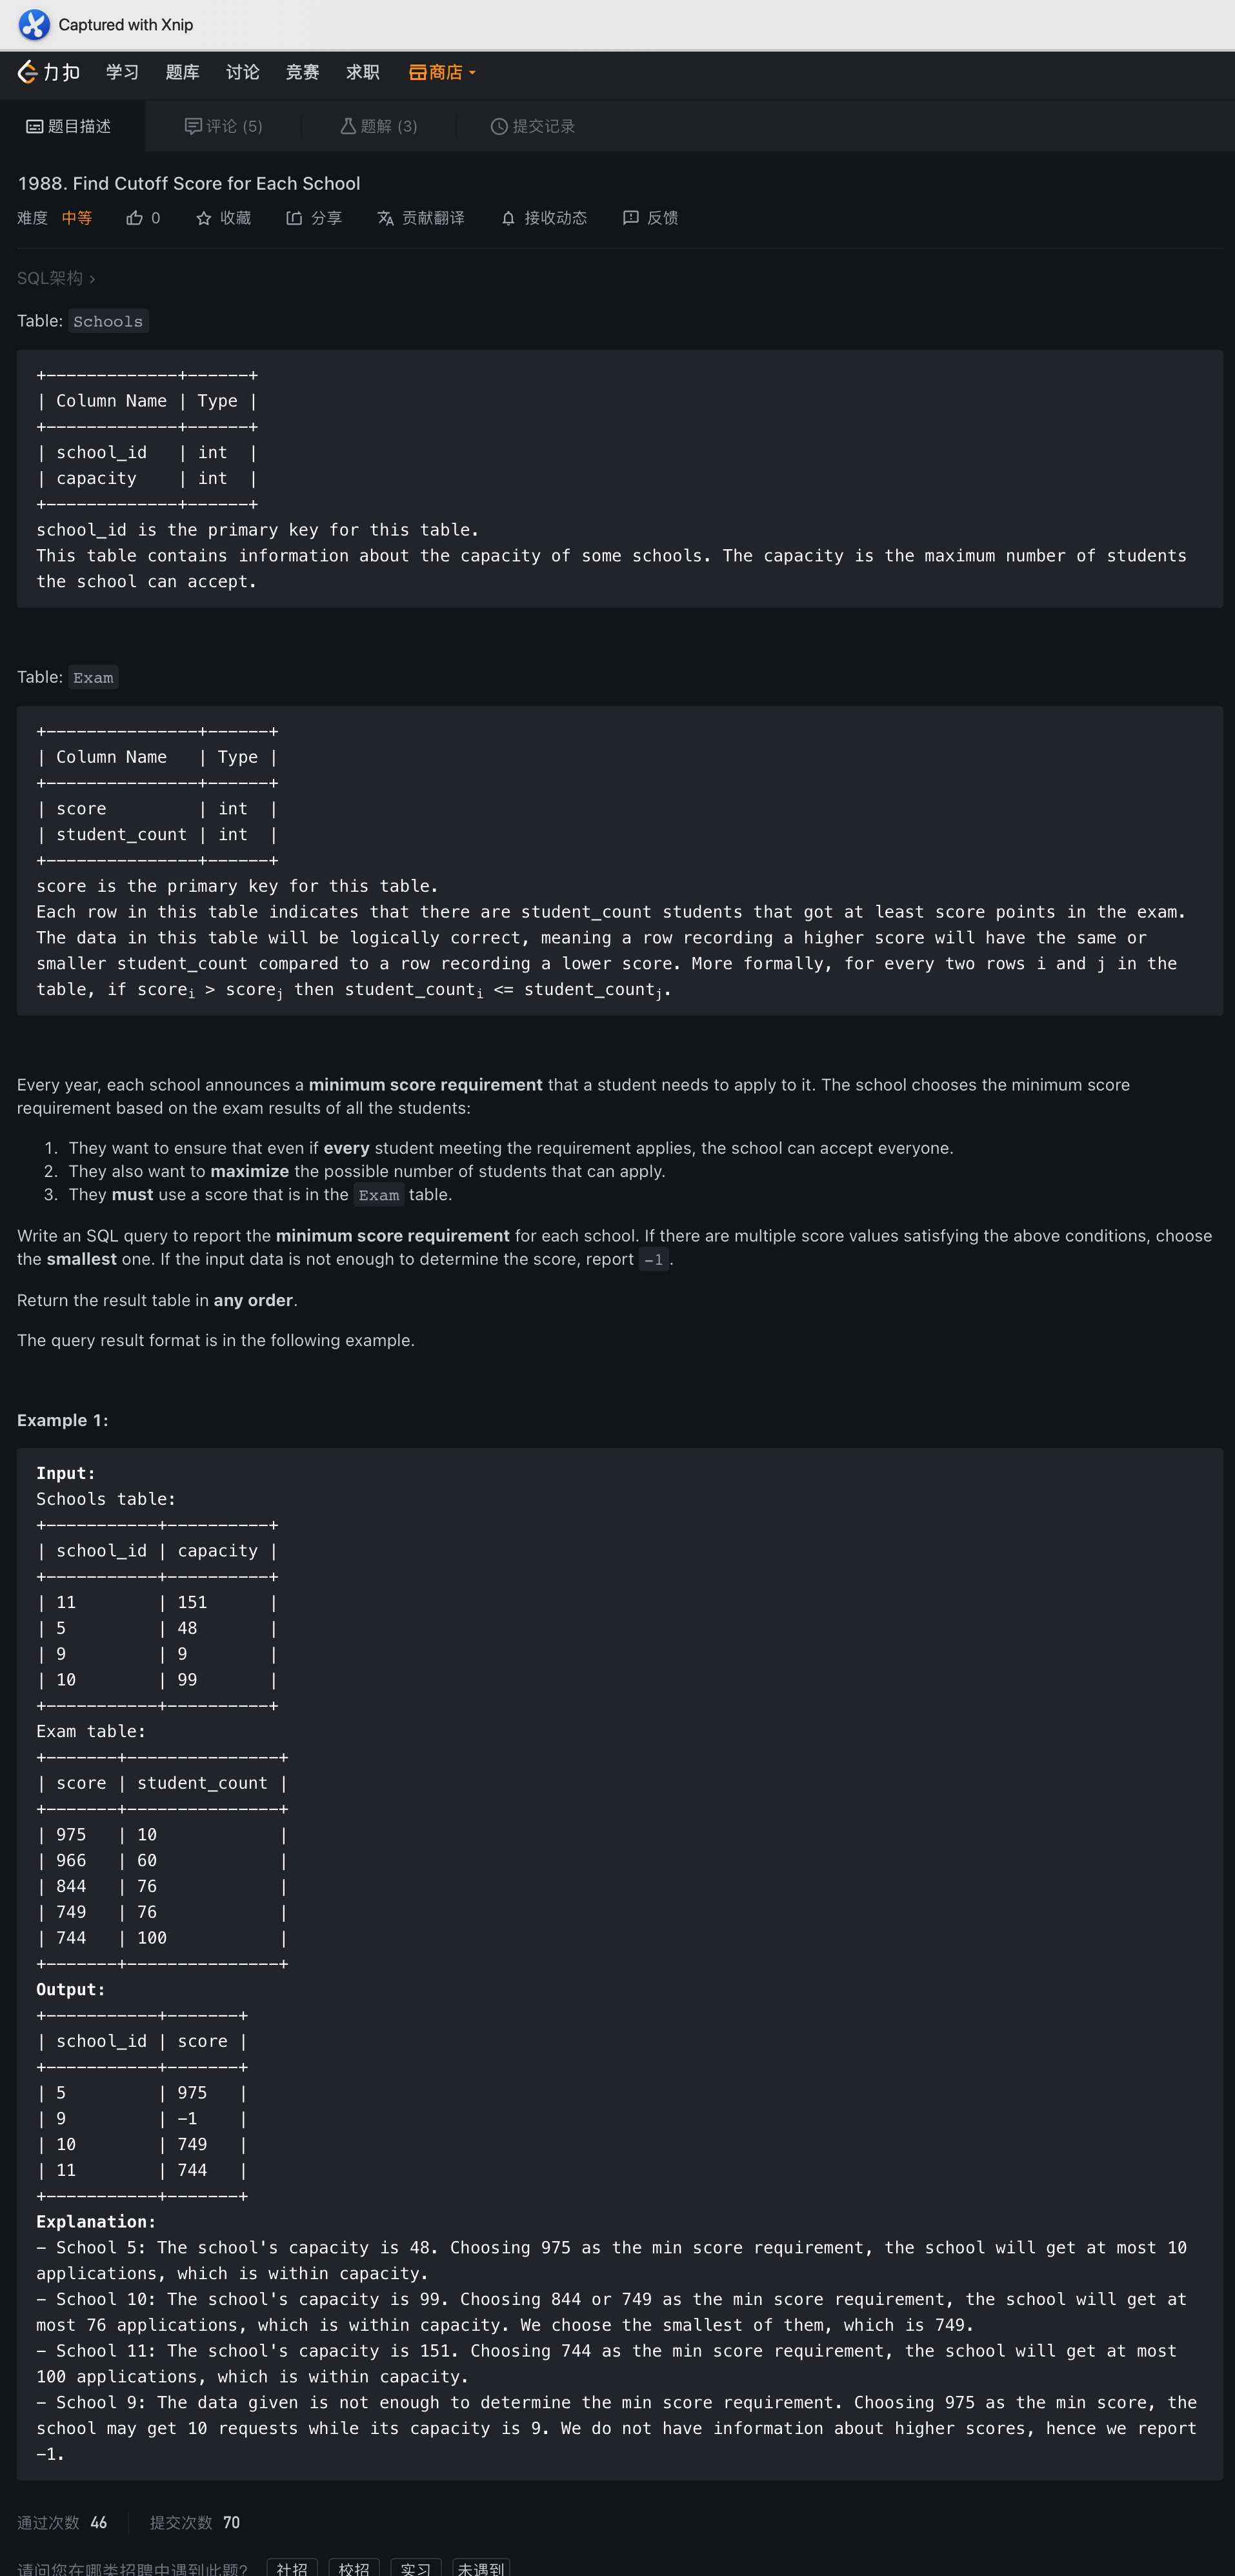 Captured with Xnip
力扣 学习 题库 讨论 竞赛 求职 商店
题目描述 评论 (5) 题解 (3) 提交记录
1988. Find Cutoff Score for Each School
难度 中等 0 收藏 分享 贡献翻译 接收动态 反馈
SQL架构 ›
Table: Schools
+-------------+------+
| Column Name | Type |
+-------------+------+
| school_id   | int  |
| capacity    | int  |
+-------------+------+
school_id is the primary key for this table.
This table contains information about the capacity of some schools. The capacity is the maximum number of students
the school can accept.
Table: Exam
+---------------+------+
| Column Name   | Type |
+---------------+------+
| score         | int  |
| student_count | int  |
+---------------+------+
score is the primary key for this table.
Each row in this table indicates that there are student_count students that got at least score points in the exam.
The data in this table will be logically correct, meaning a row recording a higher score will have the same or
smaller student_count compared to a row recording a lower score. More formally, for every two rows i and j in the
table, if scorei > scorej then student_counti <= student_countj.
Every year, each school announces a minimum score requirement that a student needs to apply to it. The school chooses the minimum score
requirement based on the exam results of all the students:
1. They want to ensure that even if every student meeting the requirement applies, the school can accept everyone.
2. They also want to maximize the possible number of students that can apply.
3. They must use a score that is in the Exam table.
Write an SQL query to report the minimum score requirement for each school. If there are multiple score values satisfying the above conditions, choose
the smallest one. If the input data is not enough to determine the score, report -1.
Return the result table in any order.
The query result format is in the following example.
Example 1:
Input:
Schools table:
+-----------+----------+
| school_id | capacity |
+-----------+----------+
| 11        | 151      |
| 5         | 48       |
| 9         | 9        |
| 10        | 99       |
+-----------+----------+
Exam table:
+-------+---------------+
| score | student_count |
+-------+---------------+
| 975   | 10            |
| 966   | 60            |
| 844   | 76            |
| 749   | 76            |
| 744   | 100           |
+-------+---------------+
Output:
+-----------+-------+
| school_id | score |
+-----------+-------+
| 5         | 975   |
| 9         | -1    |
| 10        | 749   |
| 11        | 744   |
+-----------+-------+
Explanation:
- School 5: The school's capacity is 48. Choosing 975 as the min score requirement, the school will get at most 10
applications, which is within capacity.
- School 10: The school's capacity is 99. Choosing 844 or 749 as the min score requirement, the school will get at
most 76 applications, which is within capacity. We choose the smallest of them, which is 749.
- School 11: The school's capacity is 151. Choosing 744 as the min score requirement, the school will get at most
100 applications, which is within capacity.
- School 9: The data given is not enough to determine the min score requirement. Choosing 975 as the min score, the
school may get 10 requests while its capacity is 9. We do not have information about higher scores, hence we report
-1.
通过次数 46 提交次数 70
请问您在哪类招聘中遇到此题? 社招 校招 实习 未遇到